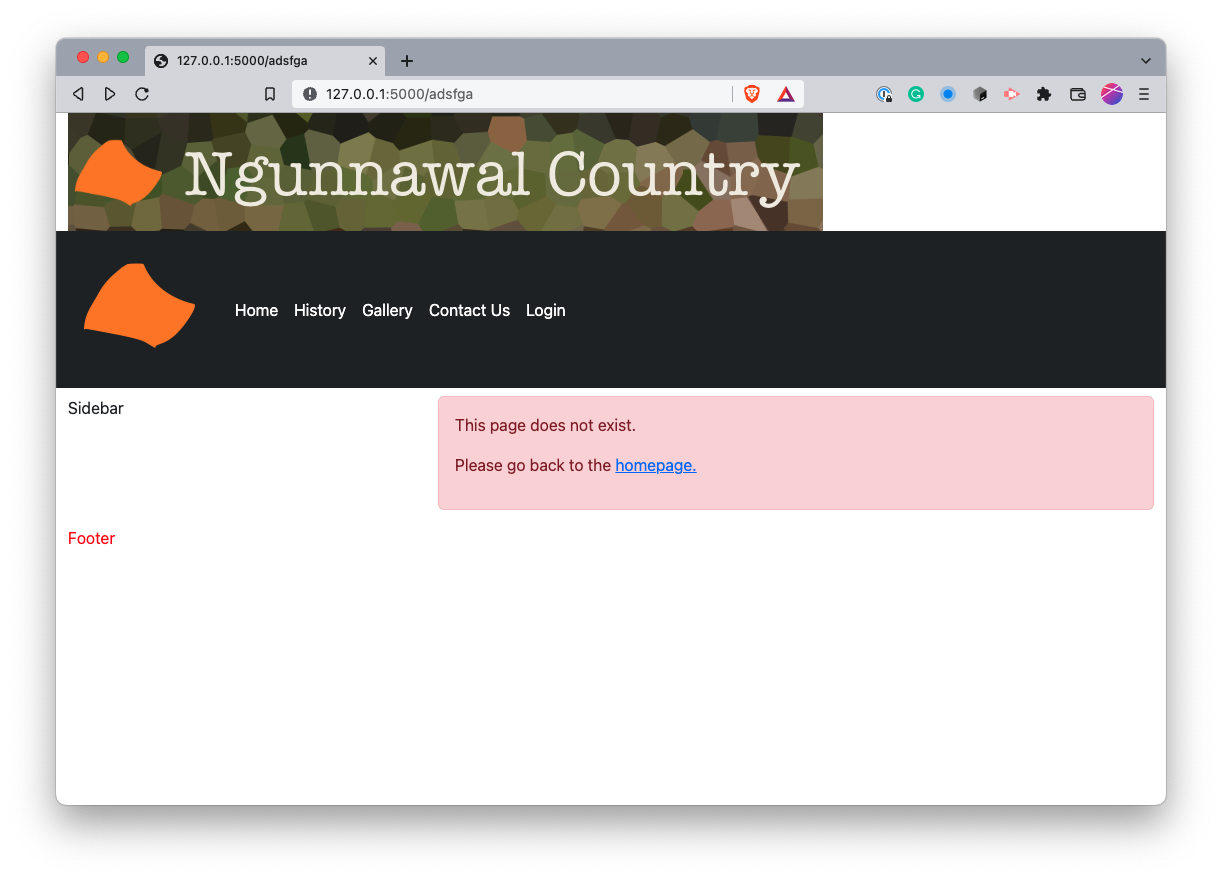 127.0.0.1:5000/adsfga
127.0.0.1:5000/adsfga
Ngunnawal Country
Home History Gallery Contact Us Login
Sidebar
This page does not exist.
Please go back to the homepage.
Footer